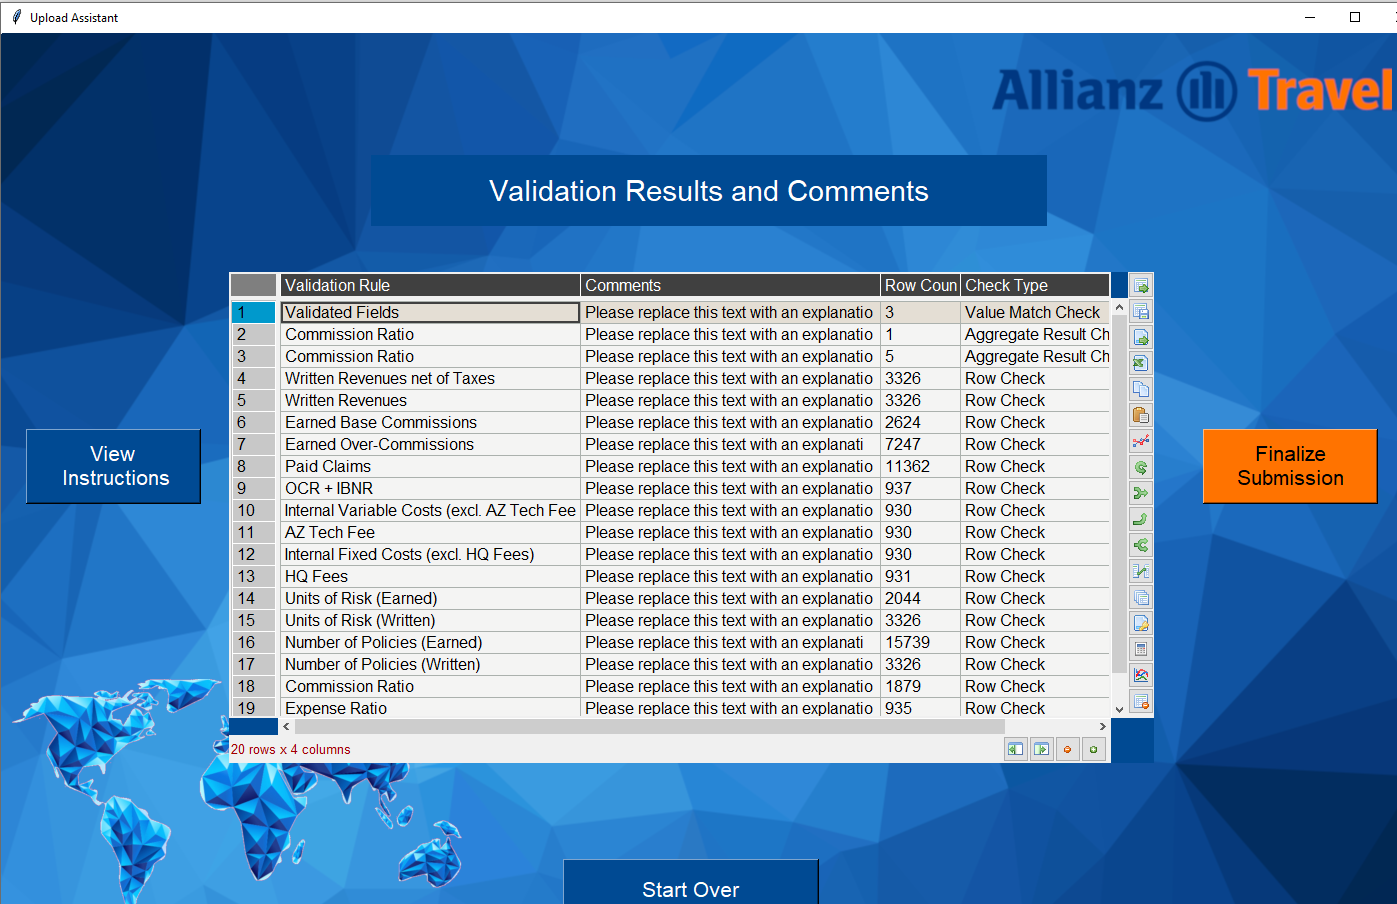 Upload Assistant
Allianz Travel
Validation Results and Comments
Validation Rule Comments Row Coun Check Type
1 Validated Fields Please replace this text with an explanatio 3 Value Match Check
2 Commission Ratio Please replace this text with an explanatio 1 Aggregate Result Ch
3 Commission Ratio Please replace this text with an explanatio 5 Aggregate Result Ch
4 Written Revenues net of Taxes Please replace this text with an explanatio 3326 Row Check
5 Written Revenues Please replace this text with an explanatio 3326 Row Check
6 Earned Base Commissions Please replace this text with an explanatio 2624 Row Check
7 Earned Over-Commissions Please replace this text with an explanati 7247 Row Check
8 Paid Claims Please replace this text with an explanatio 11362 Row Check
9 OCR + IBNR Please replace this text with an explanatio 937 Row Check
10 Internal Variable Costs (excl. AZ Tech Fee Please replace this text with an explanatio 930 Row Check
11 AZ Tech Fee Please replace this text with an explanatio 930 Row Check
12 Internal Fixed Costs (excl. HQ Fees) Please replace this text with an explanatio 930 Row Check
13 HQ Fees Please replace this text with an explanatio 931 Row Check
14 Units of Risk (Earned) Please replace this text with an explanatio 2044 Row Check
15 Units of Risk (Written) Please replace this text with an explanatio 3326 Row Check
16 Number of Policies (Earned) Please replace this text with an explanati 15739 Row Check
17 Number of Policies (Written) Please replace this text with an explanatio 3326 Row Check
18 Commission Ratio Please replace this text with an explanatio 1879 Row Check
19 Expense Ratio Please replace this text with an explanatio 935 Row Check
20 rows x 4 columns
View
Instructions
Finalize
Submission
Start Over